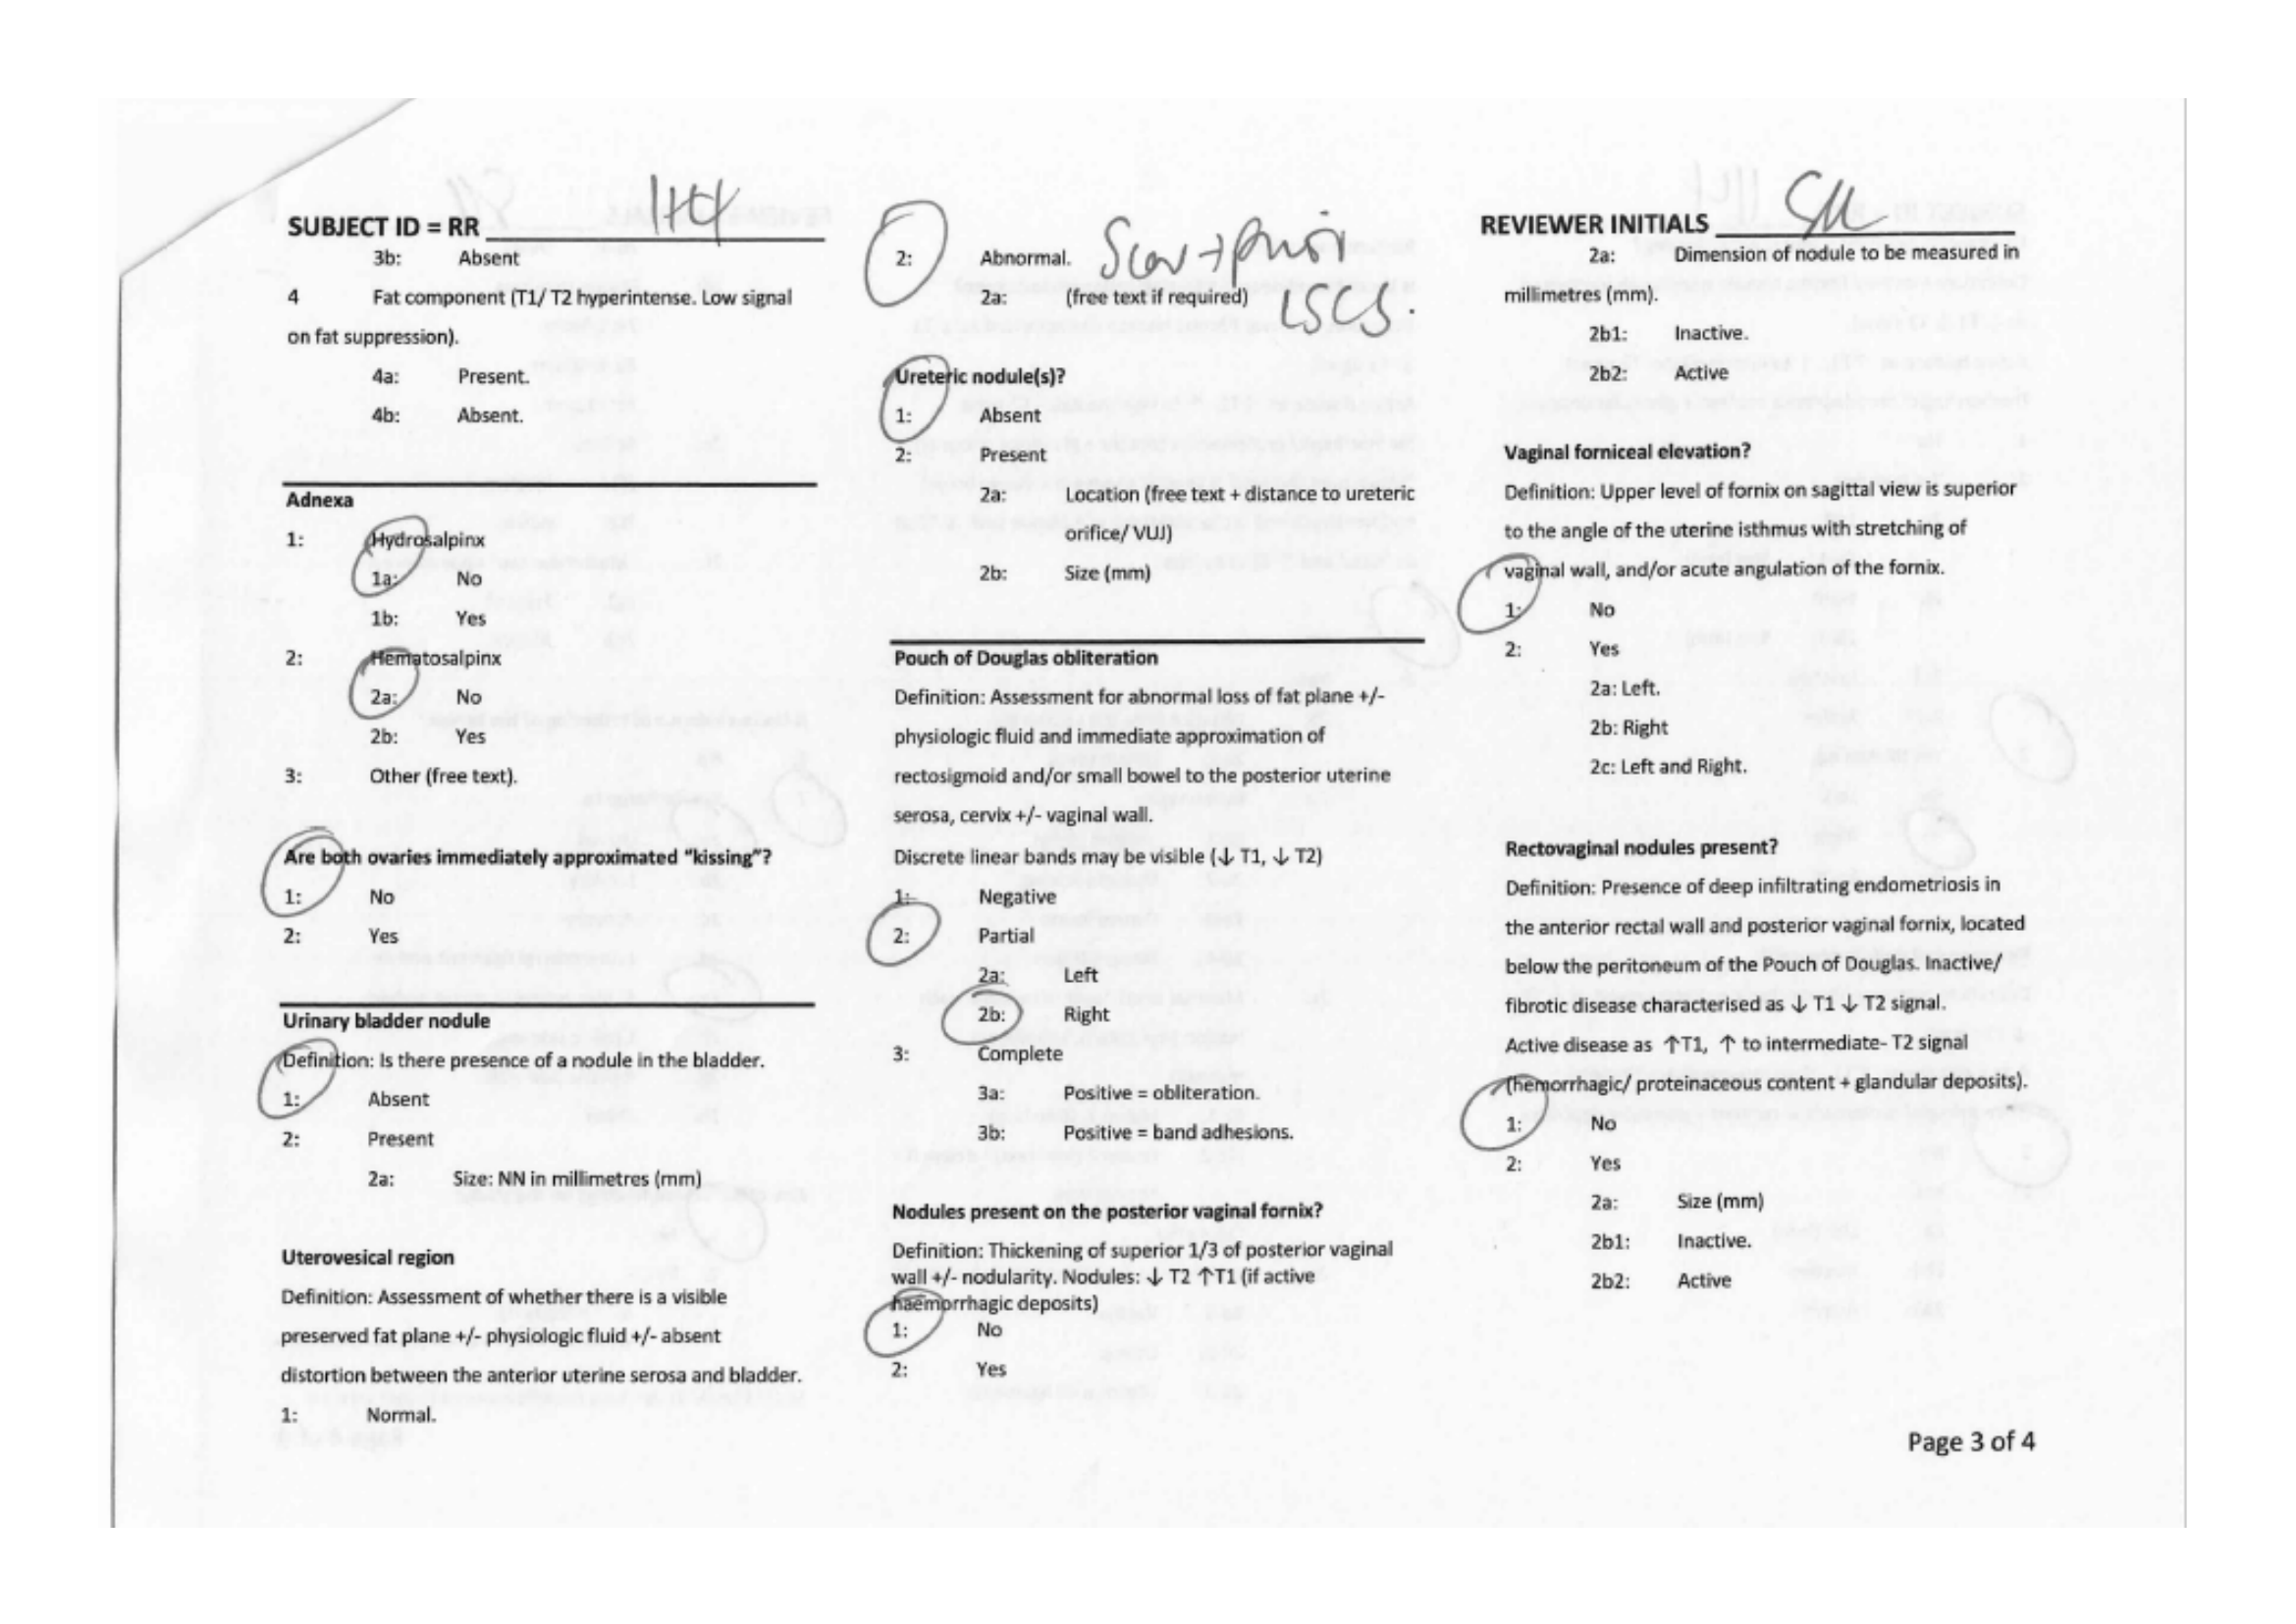 SUBJECT ID = RR
3b: Absent
4 Fat component (T1/ T2 hyperintense. Low signal
on fat suppression).
4a: Present.
4b: Absent.
Adnexa
1: Hydrosalpinx
1a: No
1b: Yes
2: Hematosalpinx
2a: No
2b: Yes
3: Other (free text).
Are both ovaries immediately approximated “kissing”?
1: No
2: Yes
Urinary bladder nodule
Definition: Is there presence of a nodule in the bladder.
1: Absent
2: Present
2a: Size: NN in millimetres (mm)
Uterovesical region
Definition: Assessment of whether there is a visible
preserved fat plane +/- physiologic fluid +/- absent
distortion between the anterior uterine serosa and bladder.
1: Normal.
2: Abnormal. Scar + prior
2a: (free text if required) LSCS.
Ureteric nodule(s)?
1: Absent
2: Present
2a: Location (free text + distance to ureteric
orifice/ VUJ)
2b: Size (mm)
Pouch of Douglas obliteration
Definition: Assessment for abnormal loss of fat plane +/-
physiologic fluid and immediate approximation of
rectosigmoid and/or small bowel to the posterior uterine
serosa, cervix +/- vaginal wall.
Discrete linear bands may be visible (↓ T1, ↓ T2)
1: Negative
2: Partial
2a: Left
2b: Right
3: Complete
3a: Positive = obliteration.
3b: Positive = band adhesions.
Nodules present on the posterior vaginal fornix?
Definition: Thickening of superior 1/3 of posterior vaginal
wall +/- nodularity. Nodules: ↓ T2 ↑T1 (if active
haemorrhagic deposits)
1: No
2: Yes
REVIEWER INITIALS SM
2a: Dimension of nodule to be measured in
millimetres (mm).
2b1: Inactive.
2b2: Active
Vaginal forniceal elevation?
Definition: Upper level of fornix on sagittal view is superior
to the angle of the uterine isthmus with stretching of
vaginal wall, and/or acute angulation of the fornix.
1: No
2: Yes
2a: Left.
2b: Right
2c: Left and Right.
Rectovaginal nodules present?
Definition: Presence of deep infiltrating endometriosis in
the anterior rectal wall and posterior vaginal fornix, located
below the peritoneum of the Pouch of Douglas. Inactive/
fibrotic disease characterised as ↓ T1 ↓ T2 signal.
Active disease as ↑T1, ↑ to intermediate- T2 signal
(hemorrhagic/ proteinaceous content + glandular deposits).
1: No
2: Yes
2a: Size (mm)
2b1: Inactive.
2b2: Active
Page 3 of 4